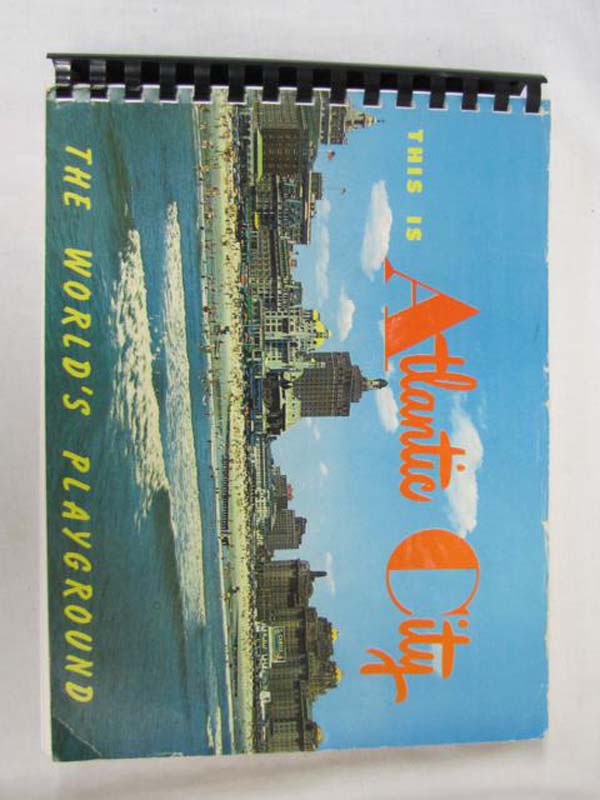 THIS IS
Atlantic City
THE WORLD'S PLAYGROUND